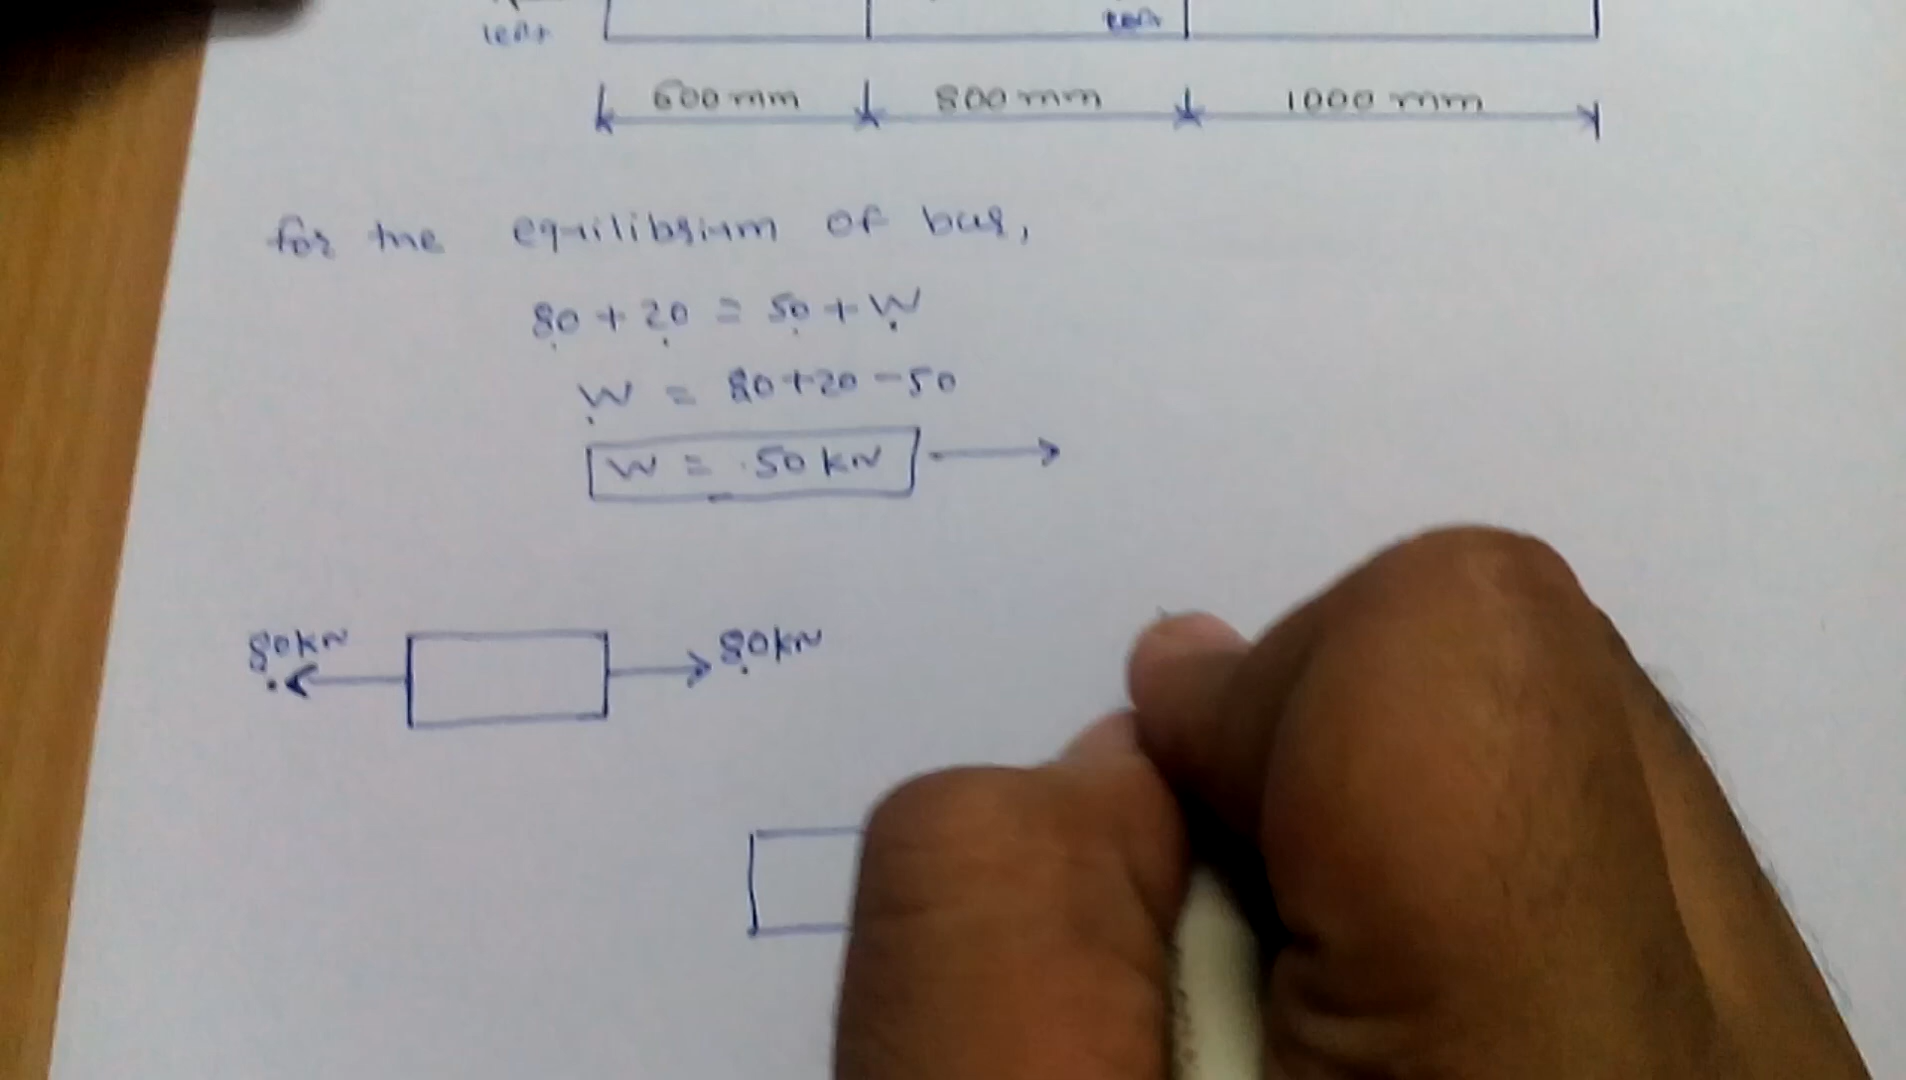 left
600 mm 800 mm 1000 mm
for the equilibrium of bar,
80 + 20 = 50 + W
W = 80 + 20 - 50
W = 50 kN
80kN 80kN